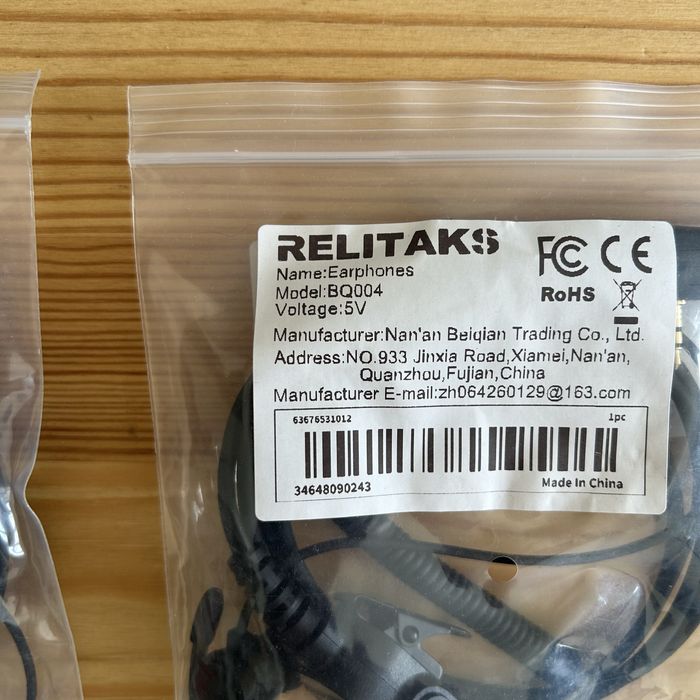 RELITAKS
FCC CE
Name:Earphones
Model:BQ004
RoHS
Voltage:5V
Manufacturer:Nan'an Beiqian Trading Co., Ltd.
Address:NO.933 Jinxia Road,Xiamei,Nan'an,
Quanzhou,Fujian,China
Manufacturer E-mail:zh064260129@163.com
63676531012 1pc
34648090243 Made In China